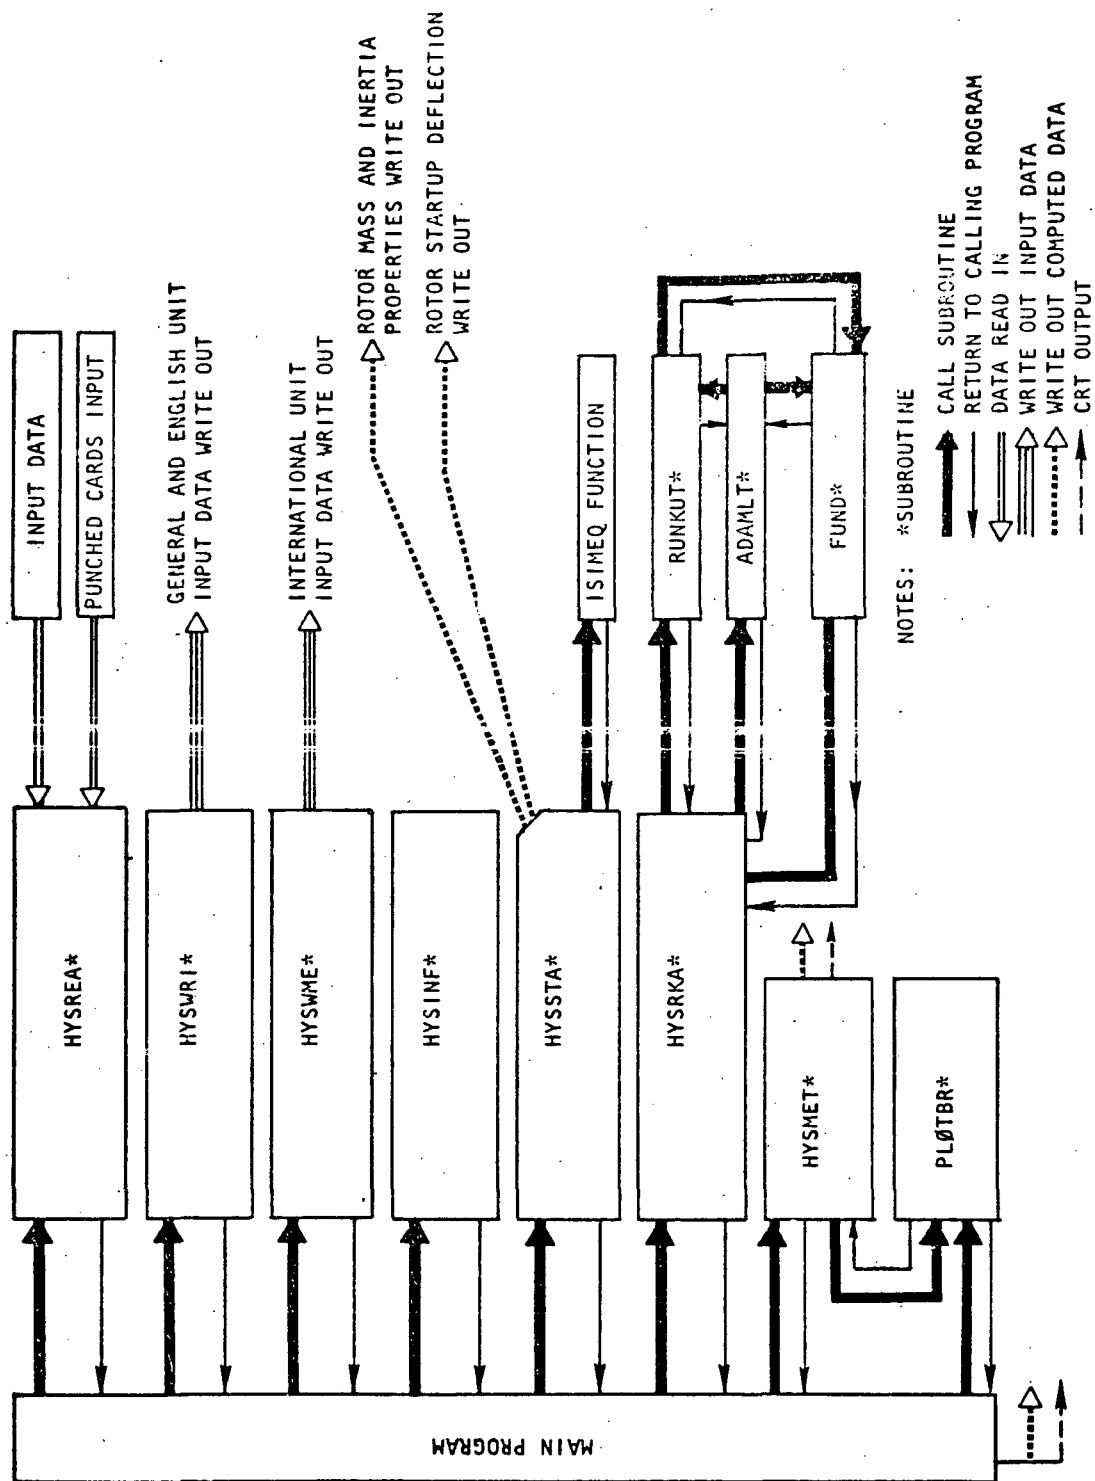 MAIN PROGRAM
HYSREA*
HYSWRI*
HYSWME*
HYSINF*
HYSSTA*
HYSRKA*
HYSMET*
PLØTBR*
INPUT DATA
PUNCHED CARDS INPUT
GENERAL AND ENGLISH UNIT
INPUT DATA WRITE OUT
INTERNATIONAL UNIT
INPUT DATA WRITE OUT
ROTOR MASS AND INERTIA
PROPERTIES WRITE OUT
ROTOR STARTUP DEFLECTION
WRITE OUT
ISIMEQ FUNCTION
RUNKUT*
ADAMLT*
FUND*
NOTES: *SUBROUTINE
CALL SUBROUTINE
RETURN TO CALLING PROGRAM
DATA READ IN
WRITE OUT INPUT DATA
WRITE OUT COMPUTED DATA
CRT OUTPUT